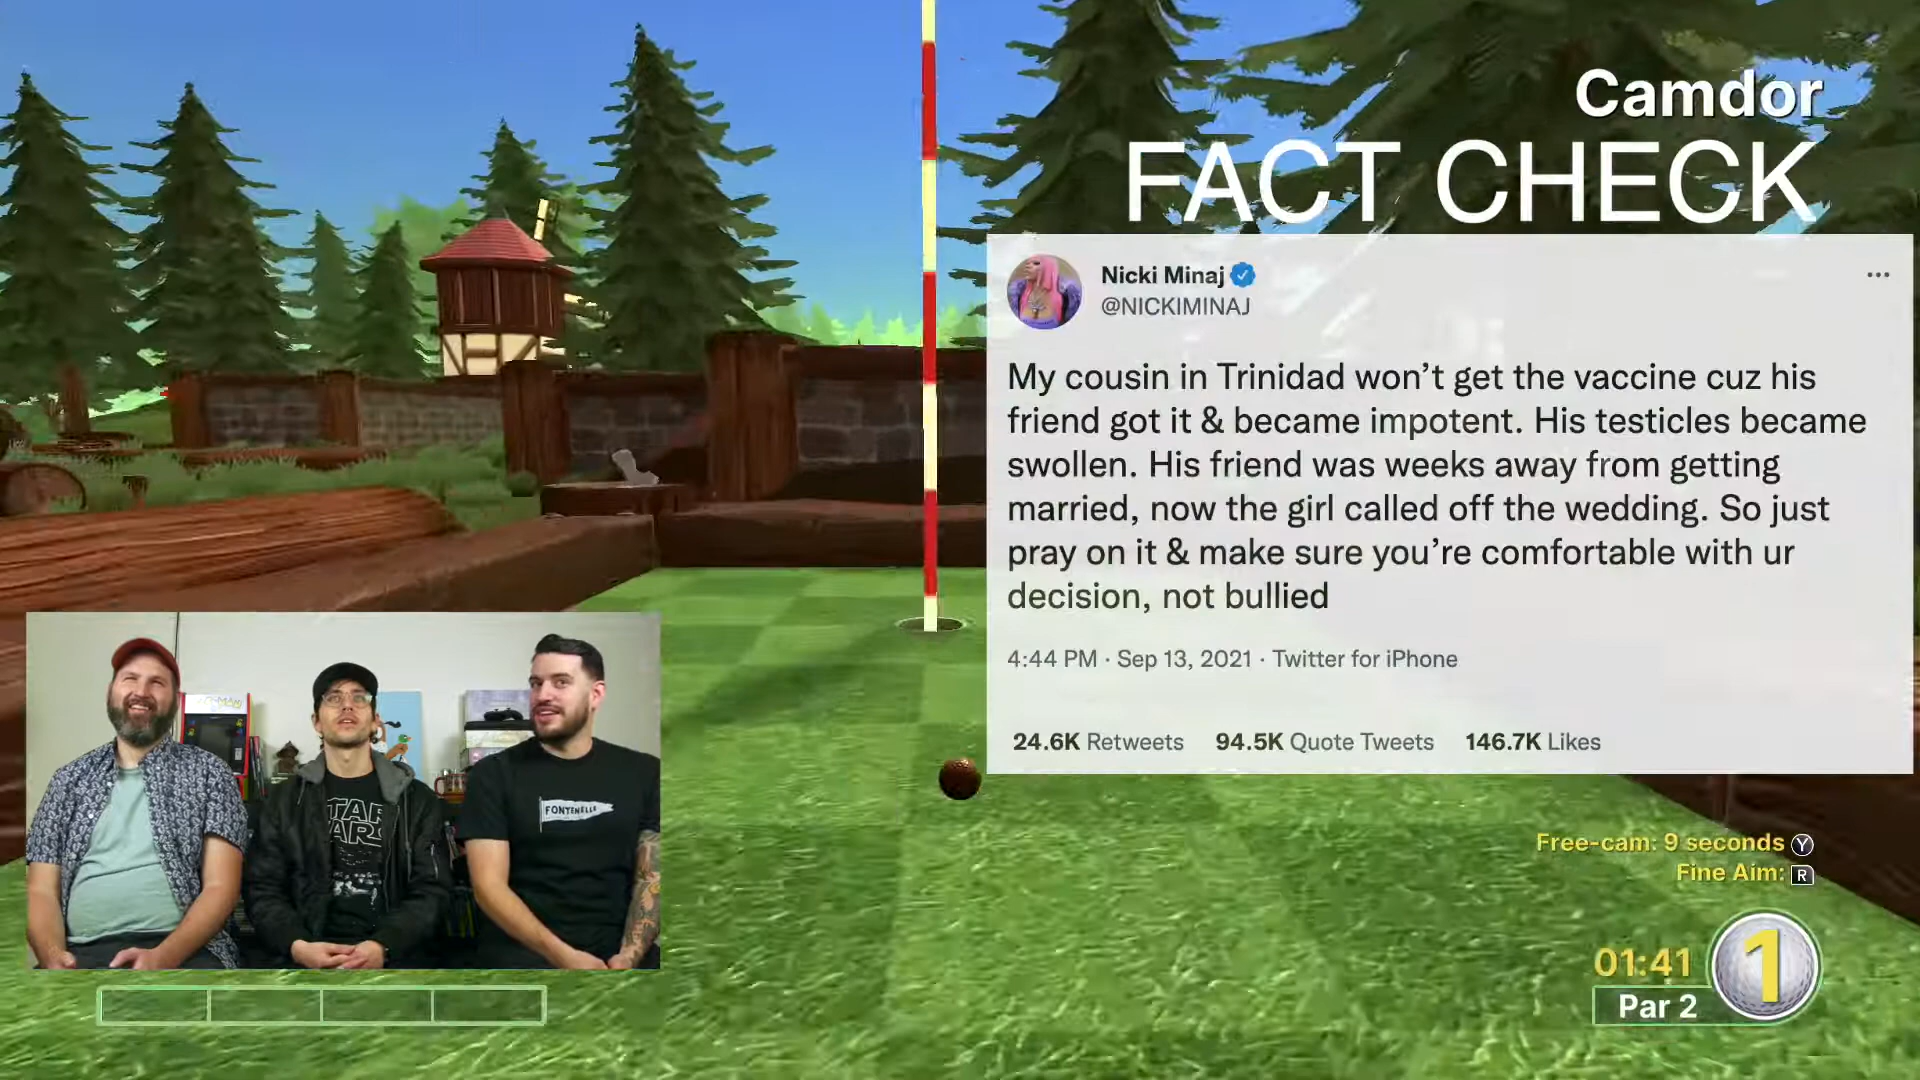 Camdor
FACT CHECK
Nicki Minaj
@NICKIMINAJ
My cousin in Trinidad won’t get the vaccine cuz his
friend got it & became impotent. His testicles became
swollen. His friend was weeks away from getting
married, now the girl called off the wedding. So just
pray on it & make sure you’re comfortable with ur
decision, not bullied
4:44 PM · Sep 13, 2021 · Twitter for iPhone
24.6K Retweets 94.5K Quote Tweets 146.7K Likes
FONTENELLE
STAR
WARS
Free-cam: 9 seconds Y
Fine Aim: R
01:41
1
Par 2